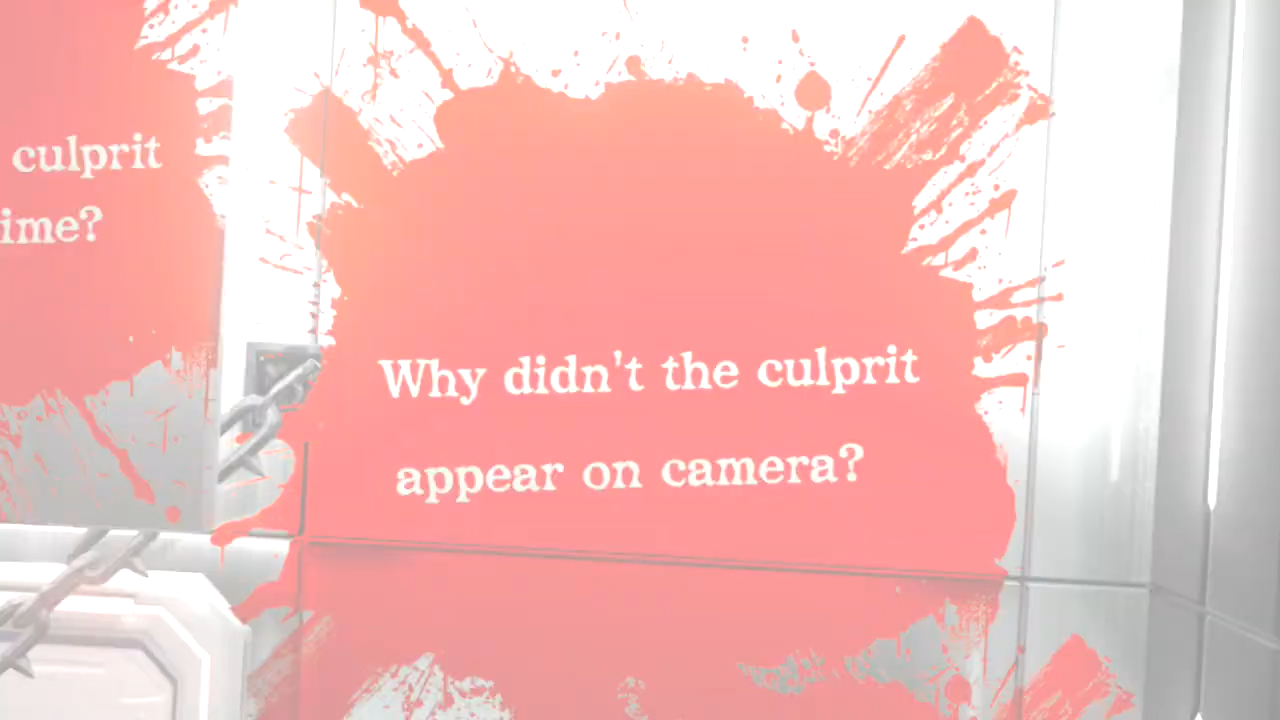 culprit
ime?
Why didn't the culprit
appear on camera?